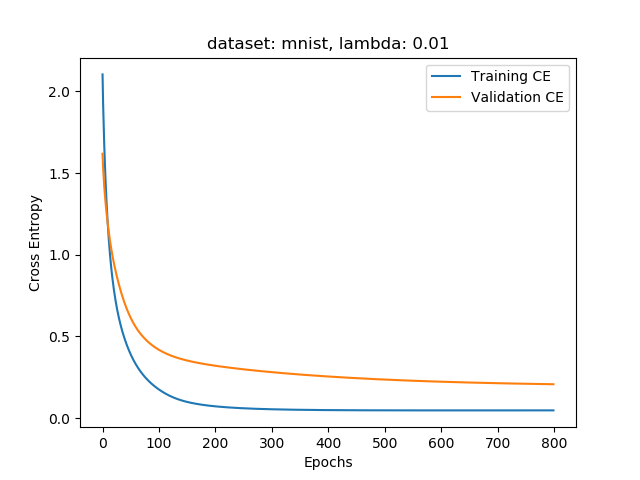 dataset: mnist, lambda: 0.01
Training CE
Validation CE
2.0
1.5
1.0
0.5
0.0
Cross Entropy
0 100 200 300 400 500 600 700 800
Epochs